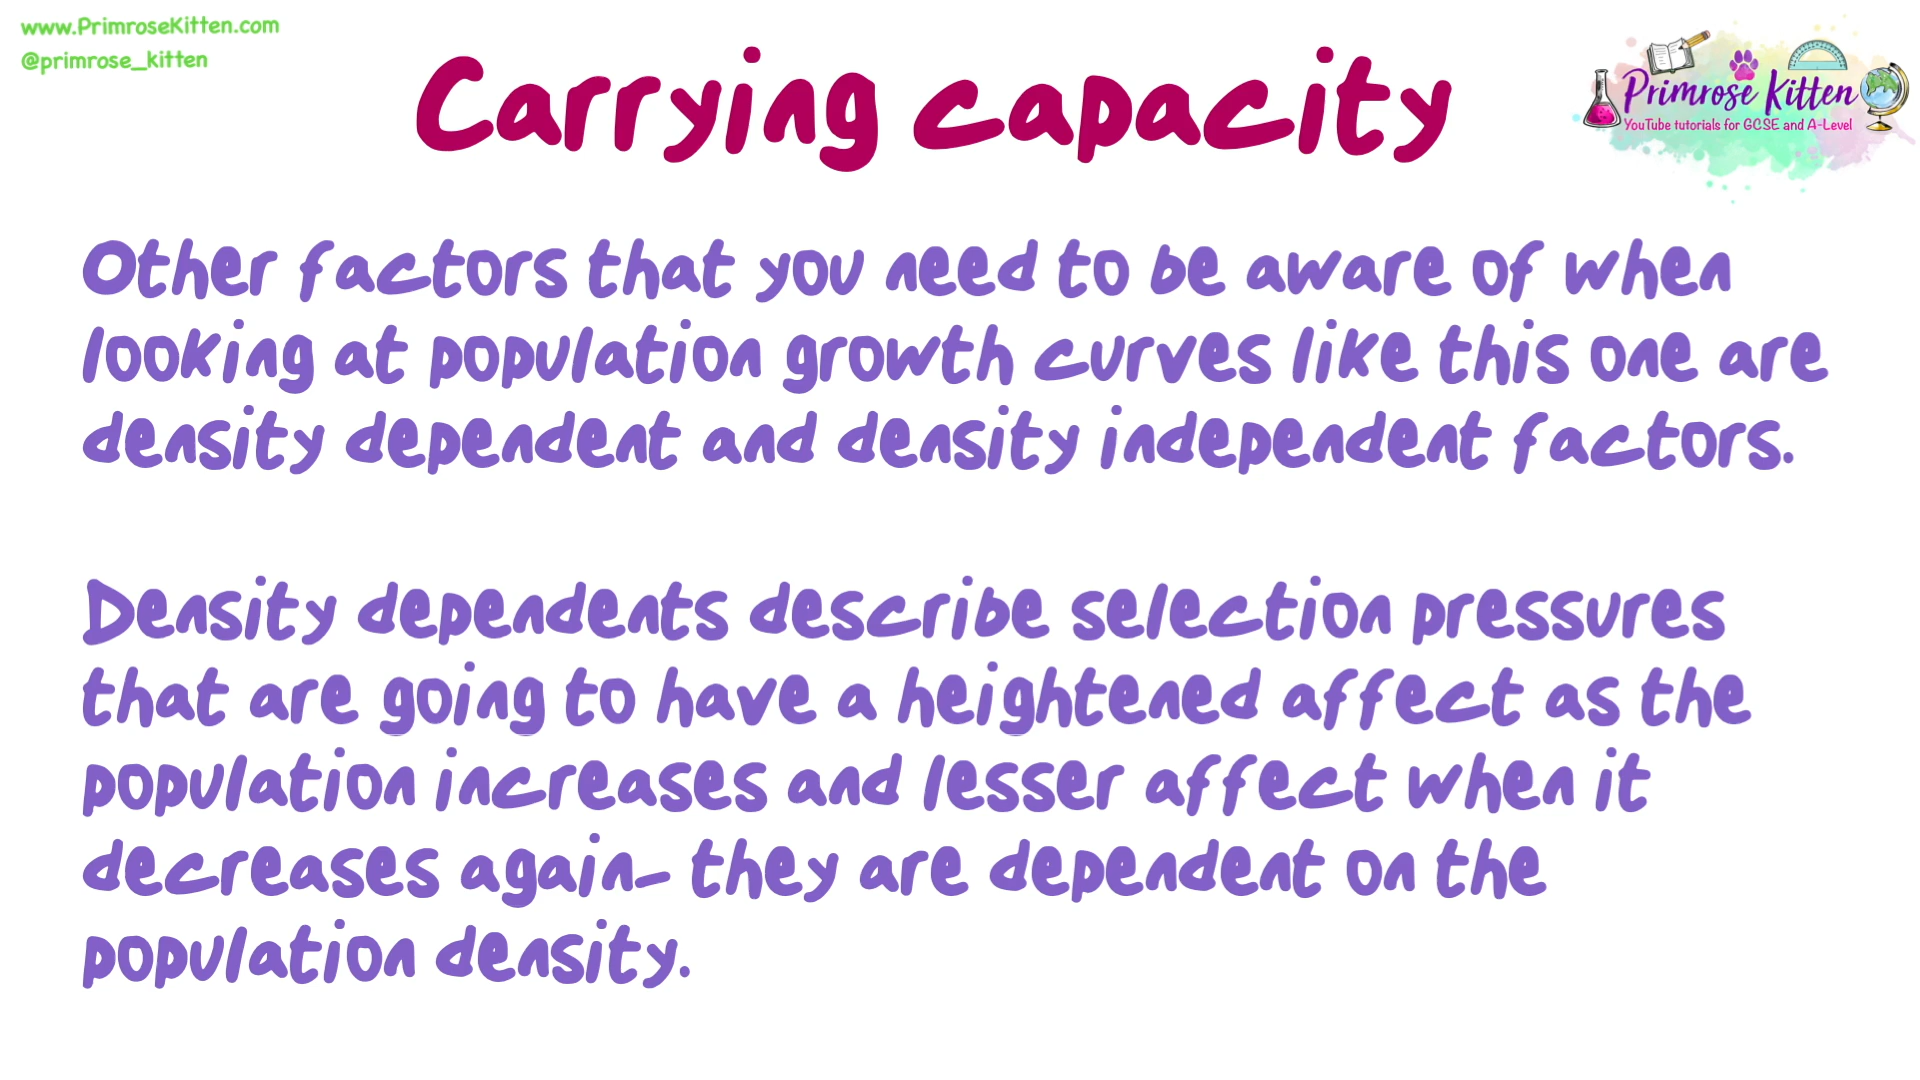 www.PrimroseKitten.com
@primrose_kitten
Carrying capacity
Primrose Kitten
YouTube tutorials for GCSE and A-Level
Other factors that you need to be aware of when
looking at population growth curves like this one are
density dependent and density independent factors.
Density dependents describe selection pressures
that are going to have a heightened affect as the
population increases and lesser affect when it
decreases again- they are dependent on the
population density.